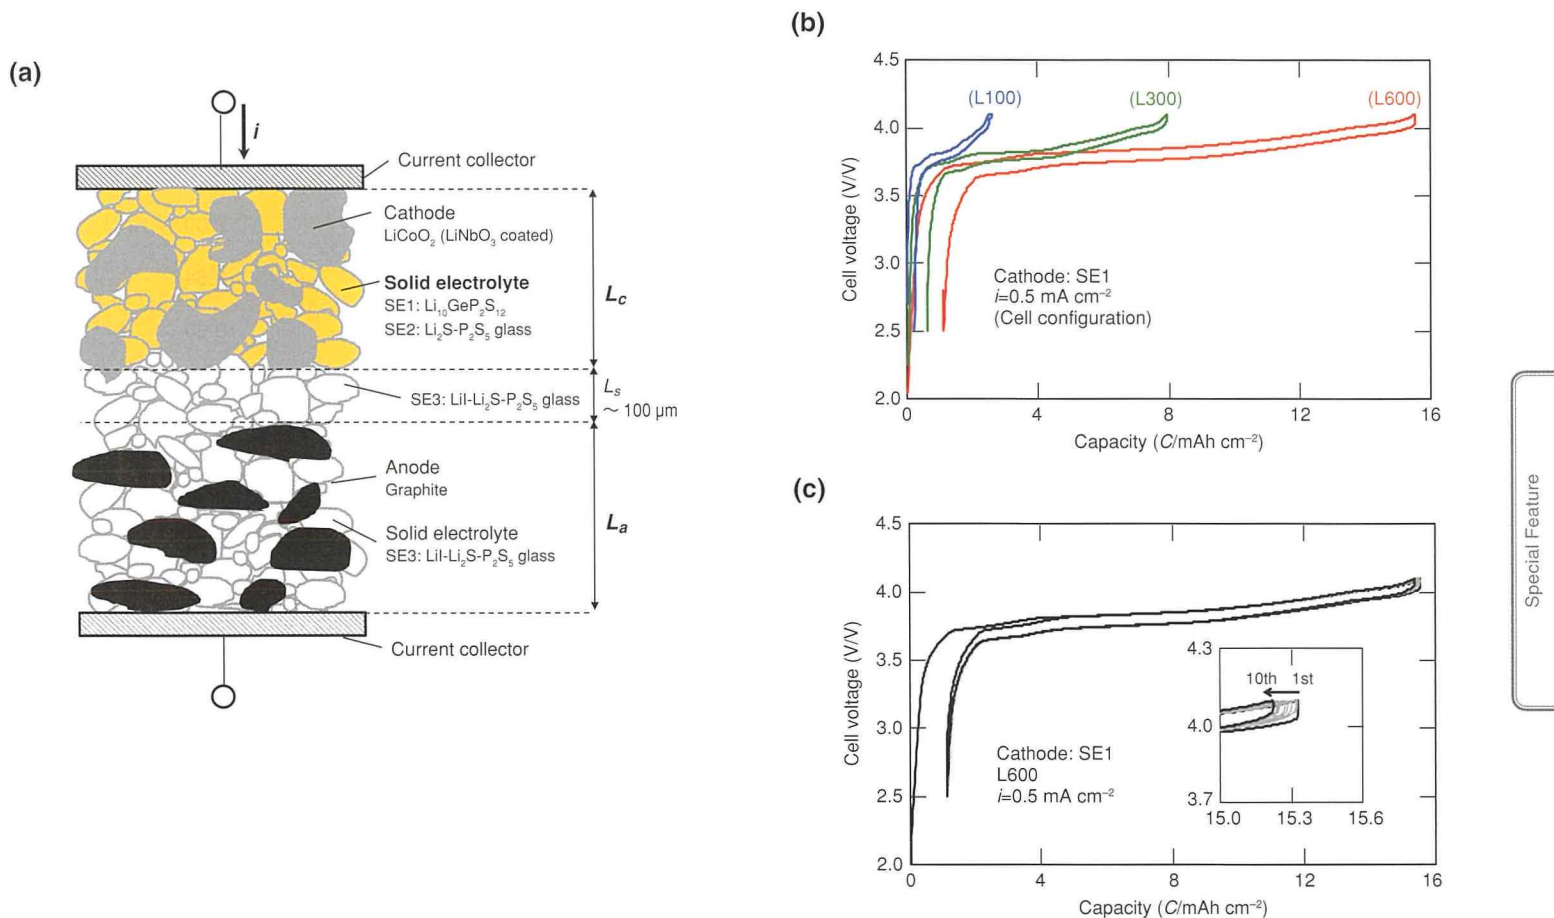 (a)
i
Current collector
Cathode
LiCoO₂ (LiNbO₃ coated)
Solid electrolyte
SE1: Li₁₀GeP₂S₁₂
SE2: Li₂S-P₂S₅ glass
L_c
SE3: LiI-Li₂S-P₂S₅ glass
L_s
~ 100 µm
Anode
Graphite
Solid electrolyte
SE3: LiI-Li₂S-P₂S₅ glass
L_a
Current collector
(b)
4.5
4.0
3.5
3.0
2.5
2.0
Cell voltage (V/V)
(L100)
(L300)
(L600)
Cathode: SE1
i=0.5 mA cm⁻²
(Cell configuration)
0
4
8
12
16
Capacity (C/mAh cm⁻²)
(c)
4.5
4.0
3.5
3.0
2.5
2.0
Cell voltage (V/V)
Cathode: SE1
L600
i=0.5 mA cm⁻²
4.3
4.0
3.7
10th
1st
15.0
15.3
15.6
0
4
8
12
16
Capacity (C/mAh cm⁻²)
Special Feature